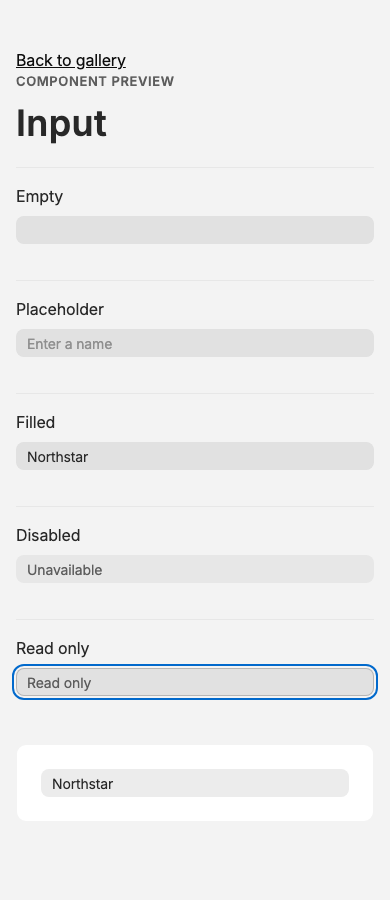 Back to gallery
COMPONENT PREVIEW
Input
Empty
Placeholder
Enter a name
Filled
Northstar
Disabled
Unavailable
Read only
Read only
Northstar